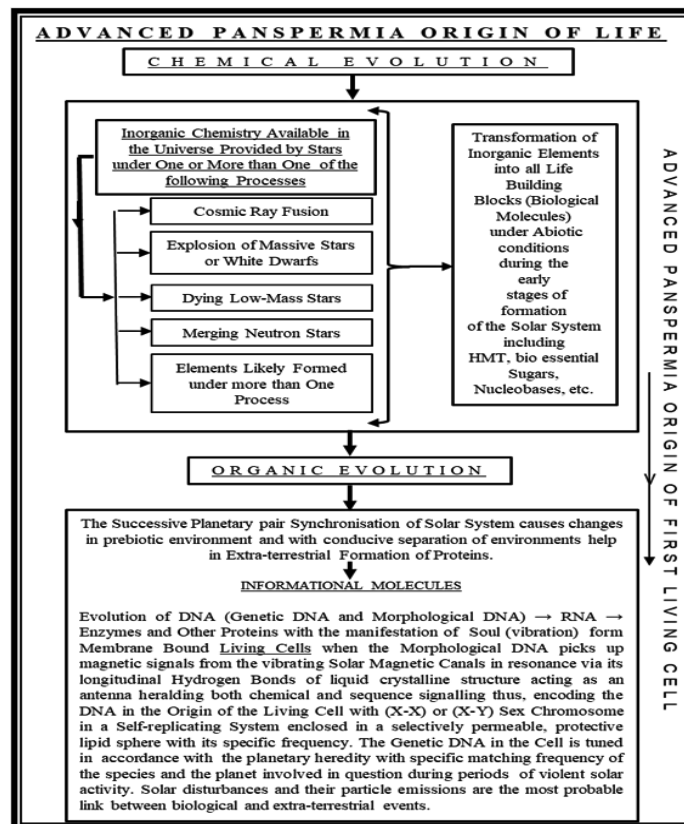 ADVANCED PANSPERMIA ORIGIN OF LIFE
CHEMICAL EVOLUTION
Inorganic Chemistry Available in
the Universe Provided by Stars
under One or More than One of the
following Processes
Cosmic Ray Fusion
Explosion of Massive Stars
or White Dwarfs
Dying Low-Mass Stars
Merging Neutron Stars
Elements Likely Formed
under more than One
Process
Transformation of
Inorganic Elements
into all Life
Building
Blocks (Biological
Molecules)
under Abiotic
conditions
during the
early
stages of
formation
of the Solar System
including
HMT, bio essential
Sugars,
Nucleobases, etc.
ORGANIC EVOLUTION
The Successive Planetary pair Synchronisation of Solar System causes changes
in prebiotic environment and with conducive separation of environments help
in Extra-terrestrial Formation of Proteins.
INFORMATIONAL MOLECULES
Evolution of DNA (Genetic DNA and Morphological DNA) → RNA →
Enzymes and Other Proteins with the manifestation of Soul (vibration) form
Membrane Bound Living Cells when the Morphological DNA picks up
magnetic signals from the vibrating Solar Magnetic Canals in resonance via its
longitudinal Hydrogen Bonds of liquid crystalline structure acting as an
antenna heralding both chemical and sequence signalling thus, encoding the
DNA in the Origin of the Living Cell with (X-X) or (X-Y) Sex Chromosome
in a Self-replicating System enclosed in a selectively permeable, protective
lipid sphere with its specific frequency. The Genetic DNA in the Cell is tuned
in accordance with the planetary heredity with specific matching frequency of
the species and the planet involved in question during periods of violent solar
activity. Solar disturbances and their particle emissions are the most probable
link between biological and extra-terrestrial events.
ADVANCED PANSPERMIA ORIGIN OF FIRST LIVING CELL